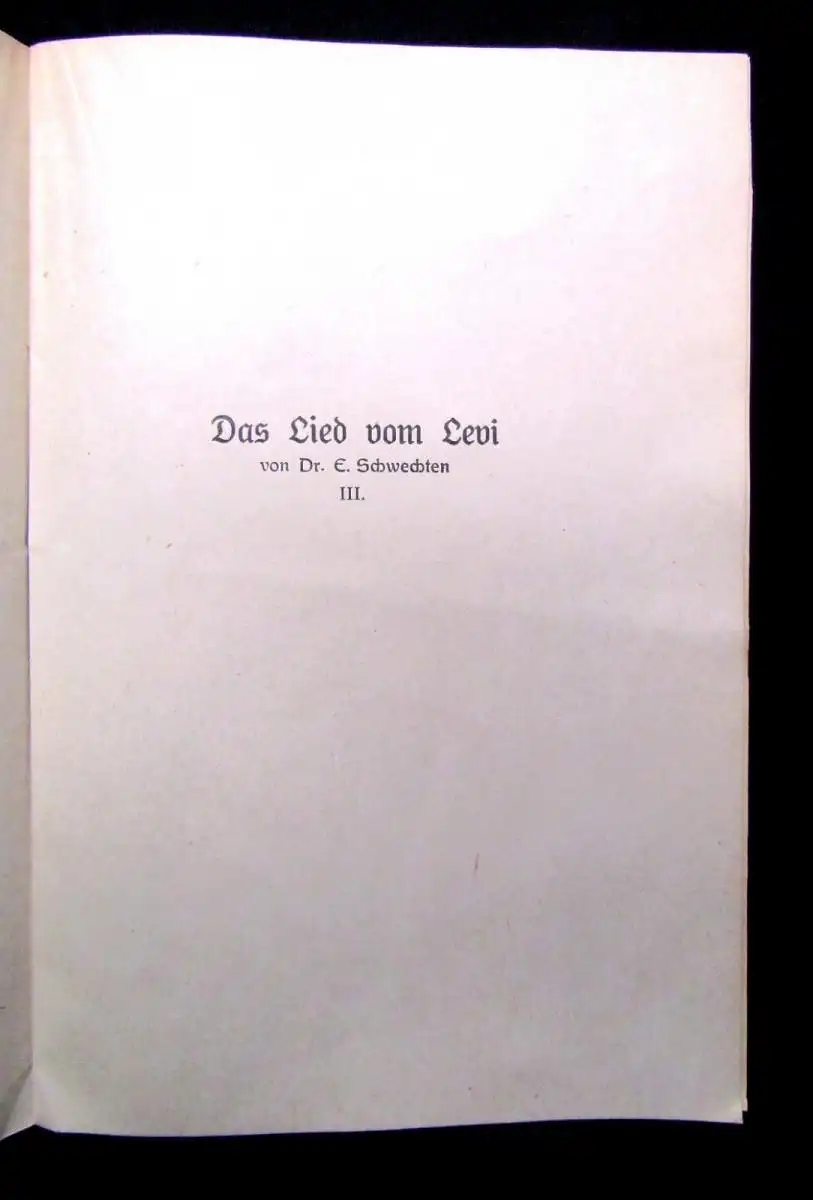 Das Lied vom Levi
von Dr. E. Schwechten
III.